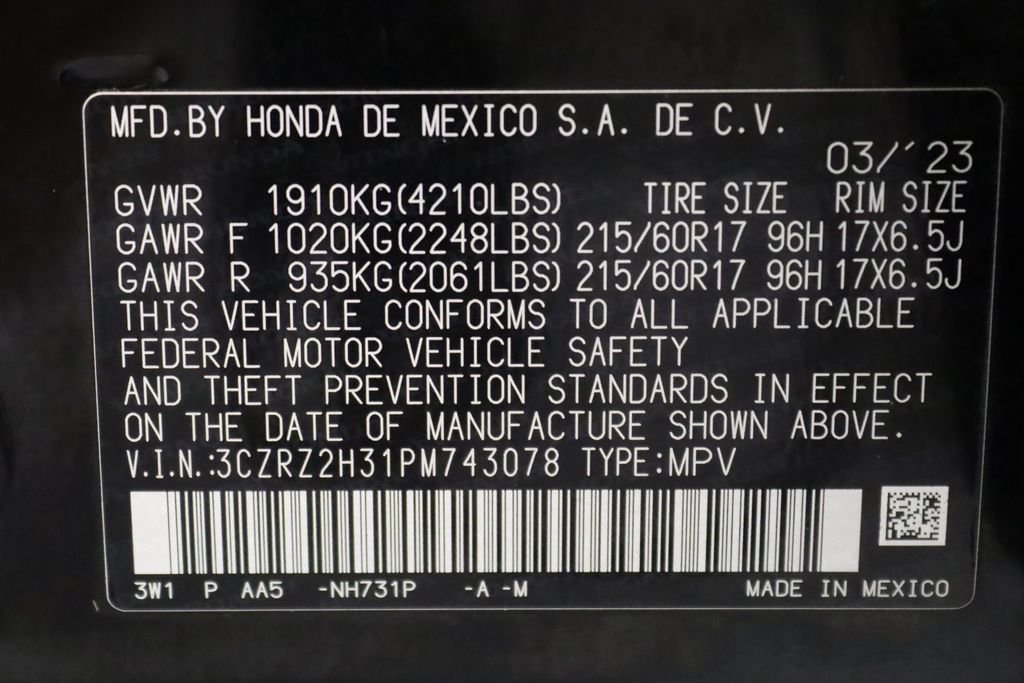 MFD.BY HONDA DE MEXICO S.A. DE C.V.
03/´23
GVWR 1910KG(4210LBS) TIRE SIZE RIM SIZE
GAWR F 1020KG(2248LBS) 215/60R17 96H 17X6.5J
GAWR R 935KG(2061LBS) 215/60R17 96H 17X6.5J
THIS VEHICLE CONFORMS TO ALL APPLICABLE
FEDERAL MOTOR VEHICLE SAFETY
AND THEFT PREVENTION STANDARDS IN EFFECT
ON THE DATE OF MANUFACTURE SHOWN ABOVE.
V.I.N.:3CZRZ2H31PM743078 TYPE:MPV
3W1 P AA5 -NH731P -A -M MADE IN MEXICO